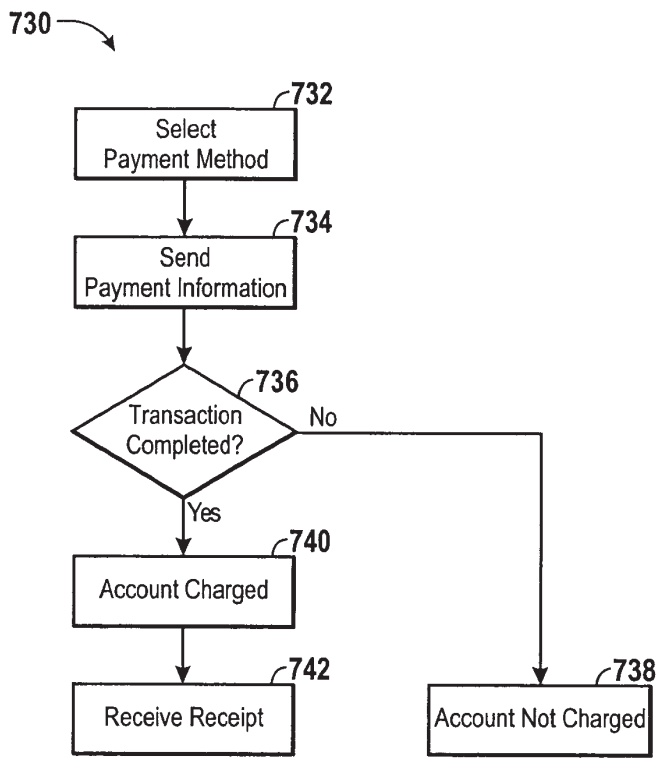 730
732
Select
Payment Method
734
Send
Payment Information
736
Transaction
Completed?
No
Yes
740
Account Charged
742
Receive Receipt
738
Account Not Charged